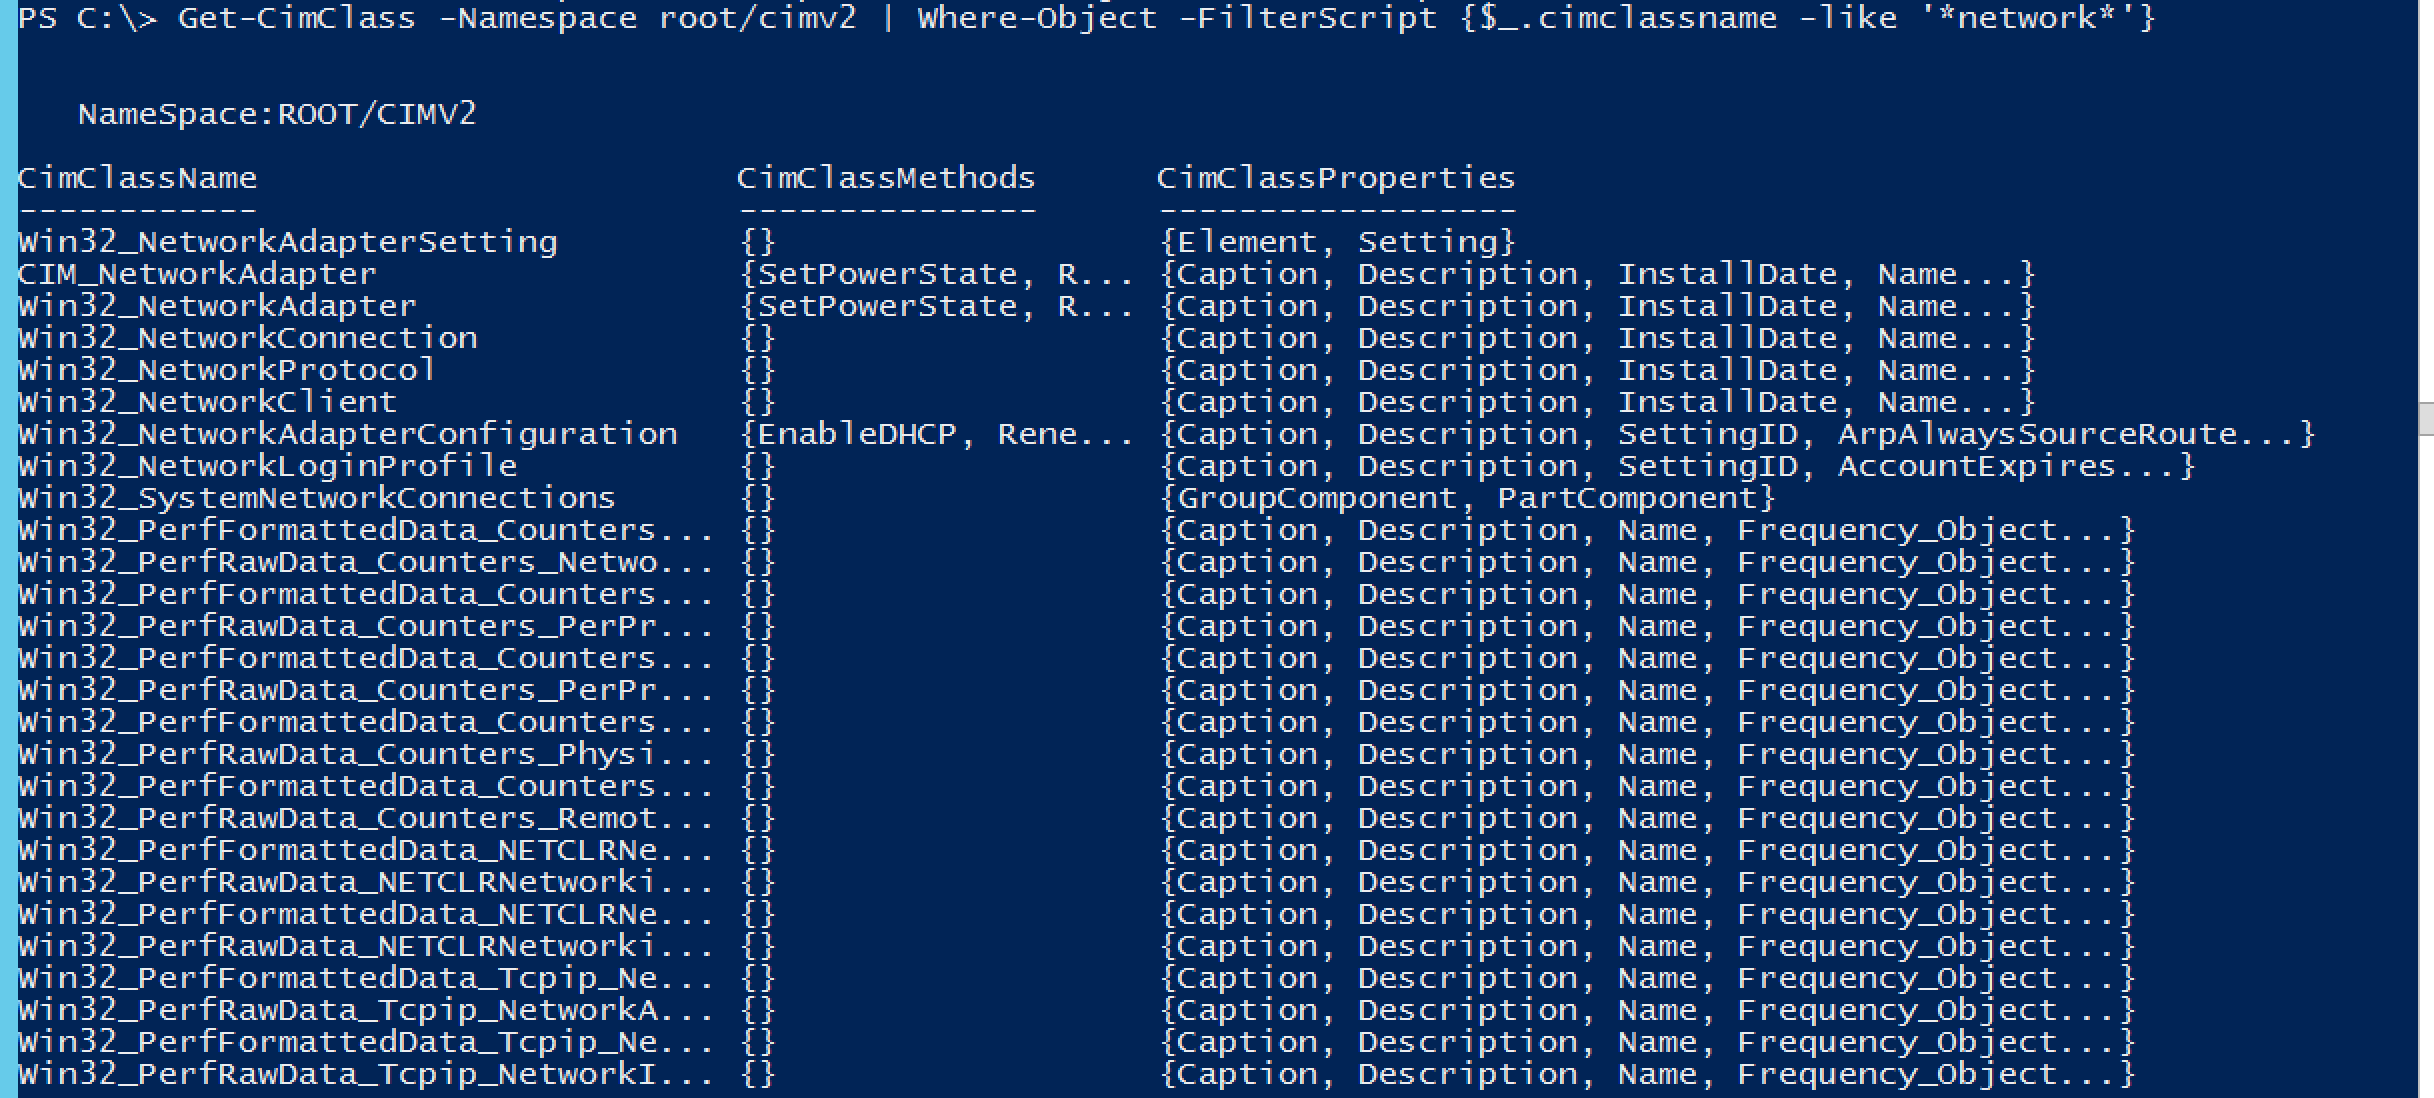 PS C:\> Get-CimClass -Namespace root/cimv2 | Where-Object -FilterScript {$_.cimclassname -like '*network*'}
NameSpace:ROOT/CIMV2
CimClassName CimClassMethods CimClassProperties
------------ --------------- ------------------
Win32_NetworkAdapterSetting {} {Element, Setting}
CIM_NetworkAdapter {SetPowerState, R... {Caption, Description, InstallDate, Name...}
Win32_NetworkAdapter {SetPowerState, R... {Caption, Description, InstallDate, Name...}
Win32_NetworkConnection {} {Caption, Description, InstallDate, Name...}
Win32_NetworkProtocol {} {Caption, Description, InstallDate, Name...}
Win32_NetworkClient {} {Caption, Description, InstallDate, Name...}
Win32_NetworkAdapterConfiguration {EnableDHCP, Rene... {Caption, Description, SettingID, ArpAlwaysSourceRoute...}
Win32_NetworkLoginProfile {} {Caption, Description, SettingID, AccountExpires...}
Win32_SystemNetworkConnections {} {GroupComponent, PartComponent}
Win32_PerfFormattedData_Counters... {} {Caption, Description, Name, Frequency_Object...}
Win32_PerfRawData_Counters_Netwo... {} {Caption, Description, Name, Frequency_Object...}
Win32_PerfFormattedData_Counters... {} {Caption, Description, Name, Frequency_Object...}
Win32_PerfRawData_Counters_PerPr... {} {Caption, Description, Name, Frequency_Object...}
Win32_PerfFormattedData_Counters... {} {Caption, Description, Name, Frequency_Object...}
Win32_PerfRawData_Counters_PerPr... {} {Caption, Description, Name, Frequency_Object...}
Win32_PerfFormattedData_Counters... {} {Caption, Description, Name, Frequency_Object...}
Win32_PerfRawData_Counters_Physi... {} {Caption, Description, Name, Frequency_Object...}
Win32_PerfFormattedData_Counters... {} {Caption, Description, Name, Frequency_Object...}
Win32_PerfRawData_Counters_Remot... {} {Caption, Description, Name, Frequency_Object...}
Win32_PerfFormattedData_NETCLRNe... {} {Caption, Description, Name, Frequency_Object...}
Win32_PerfRawData_NETCLRNetworki... {} {Caption, Description, Name, Frequency_Object...}
Win32_PerfFormattedData_NETCLRNe... {} {Caption, Description, Name, Frequency_Object...}
Win32_PerfRawData_NETCLRNetworki... {} {Caption, Description, Name, Frequency_Object...}
Win32_PerfFormattedData_Tcpip_Ne... {} {Caption, Description, Name, Frequency_Object...}
Win32_PerfRawData_Tcpip_NetworkA... {} {Caption, Description, Name, Frequency_Object...}
Win32_PerfFormattedData_Tcpip_Ne... {} {Caption, Description, Name, Frequency_Object...}
Win32_PerfRawData_Tcpip_NetworkI... {} {Caption, Description, Name, Frequency_Object...}